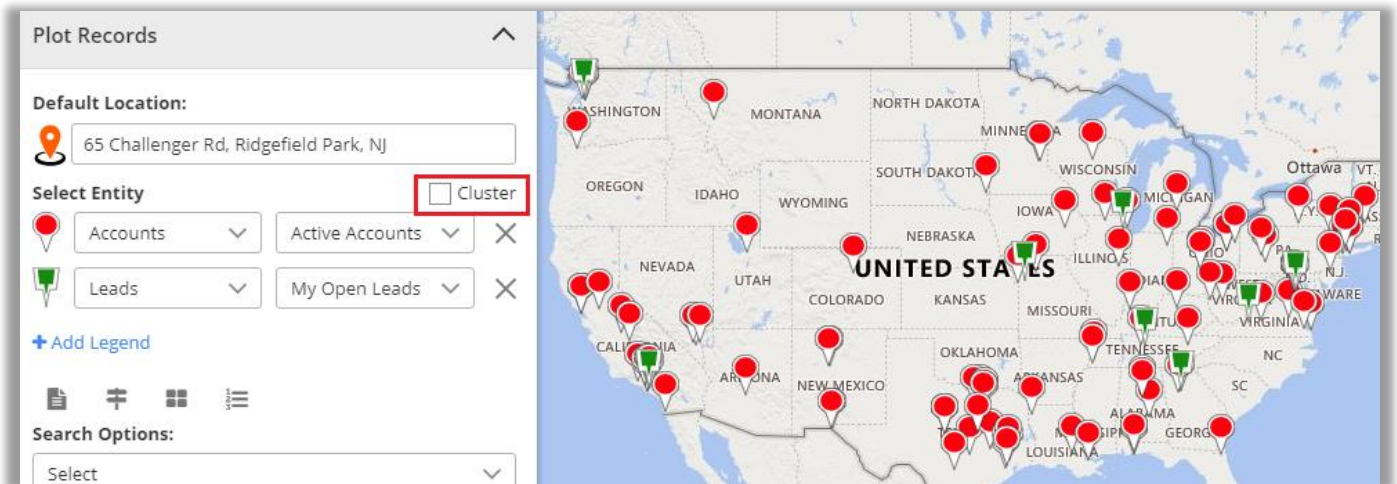 Plot Records
Default Location:
65 Challenger Rd, Ridgefield Park, NJ
Select Entity
Cluster
Accounts
Active Accounts
Leads
My Open Leads
+ Add Legend
Search Options:
Select
WASHINGTON
MONTANA
NORTH DAKOTA
Ottawa
VT.
OREGON
IDAHO
WYOMING
SOUTH DAKOTA
WISCONSIN
MICHIGAN
IOWA
NEBRASKA
UNITED STATES
ILLINOIS
OHIO
PA.
N.J.
NEVADA
UTAH
COLORADO
KANSAS
MISSOURI
VIRGINIA
OKLAHOMA
TENNESSEE
NC
ARIZONA
NEW MEXICO
ARKANSAS
SC
ALABAMA
LOUISIANA